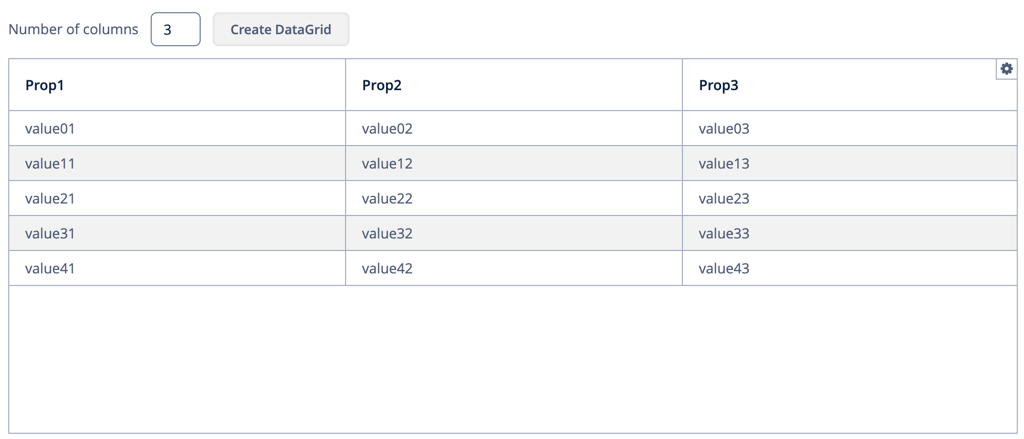 Number of columns 3 Create DataGrid
Prop1 Prop2 Prop3
value01 value02 value03
value11 value12 value13
value21 value22 value23
value31 value32 value33
value41 value42 value43